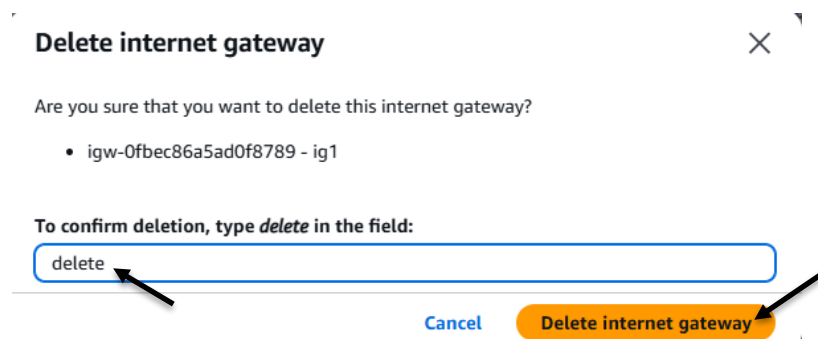 Delete internet gateway
Are you sure that you want to delete this internet gateway?
• igw-0fbec86a5ad0f8789 - ig1
To confirm deletion, type delete in the field:
delete
Cancel Delete internet gateway